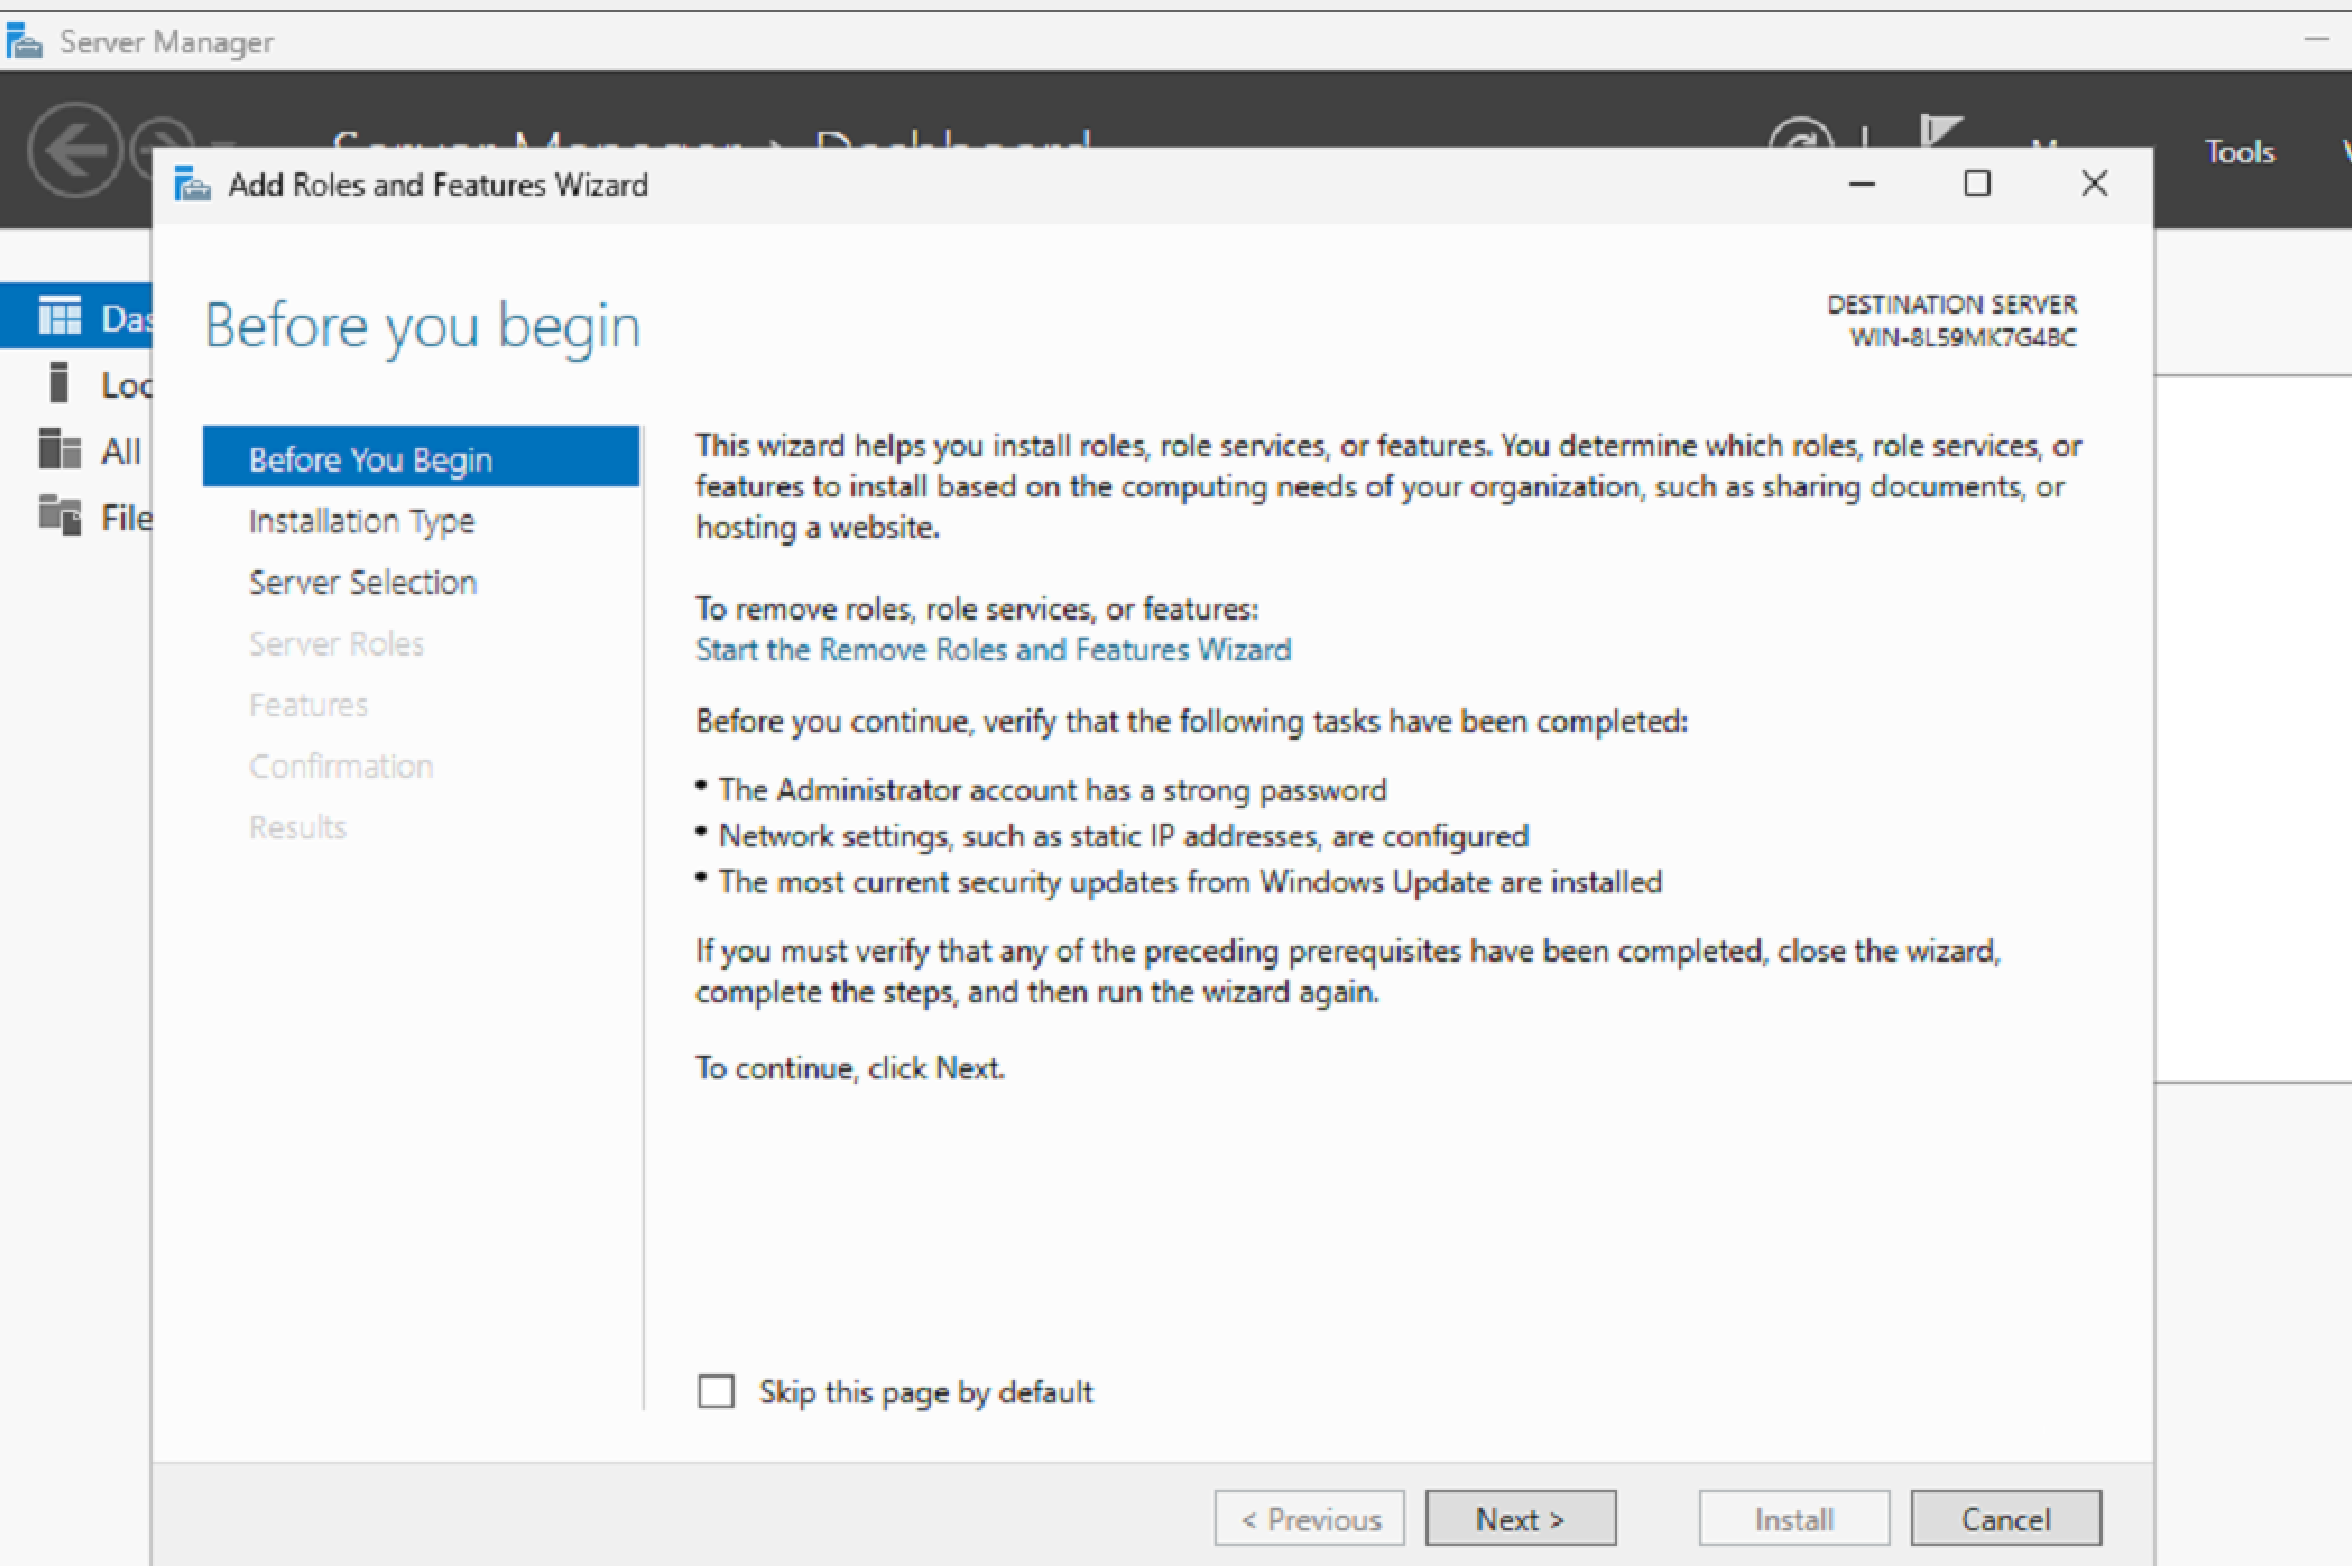 Server Manager
Server Manager › Dashboard
Tools
Add Roles and Features Wizard
Before you begin
DESTINATION SERVER
WIN-8L59MK7G4BC
Das
Loc
All
File
Before You Begin
Installation Type
Server Selection
Server Roles
Features
Confirmation
Results
This wizard helps you install roles, role services, or features. You determine which roles, role services, or
features to install based on the computing needs of your organization, such as sharing documents, or
hosting a website.
To remove roles, role services, or features:
Start the Remove Roles and Features Wizard
Before you continue, verify that the following tasks have been completed:
• The Administrator account has a strong password
• Network settings, such as static IP addresses, are configured
• The most current security updates from Windows Update are installed
If you must verify that any of the preceding prerequisites have been completed, close the wizard,
complete the steps, and then run the wizard again.
To continue, click Next.
Skip this page by default
< Previous
Next >
Install
Cancel